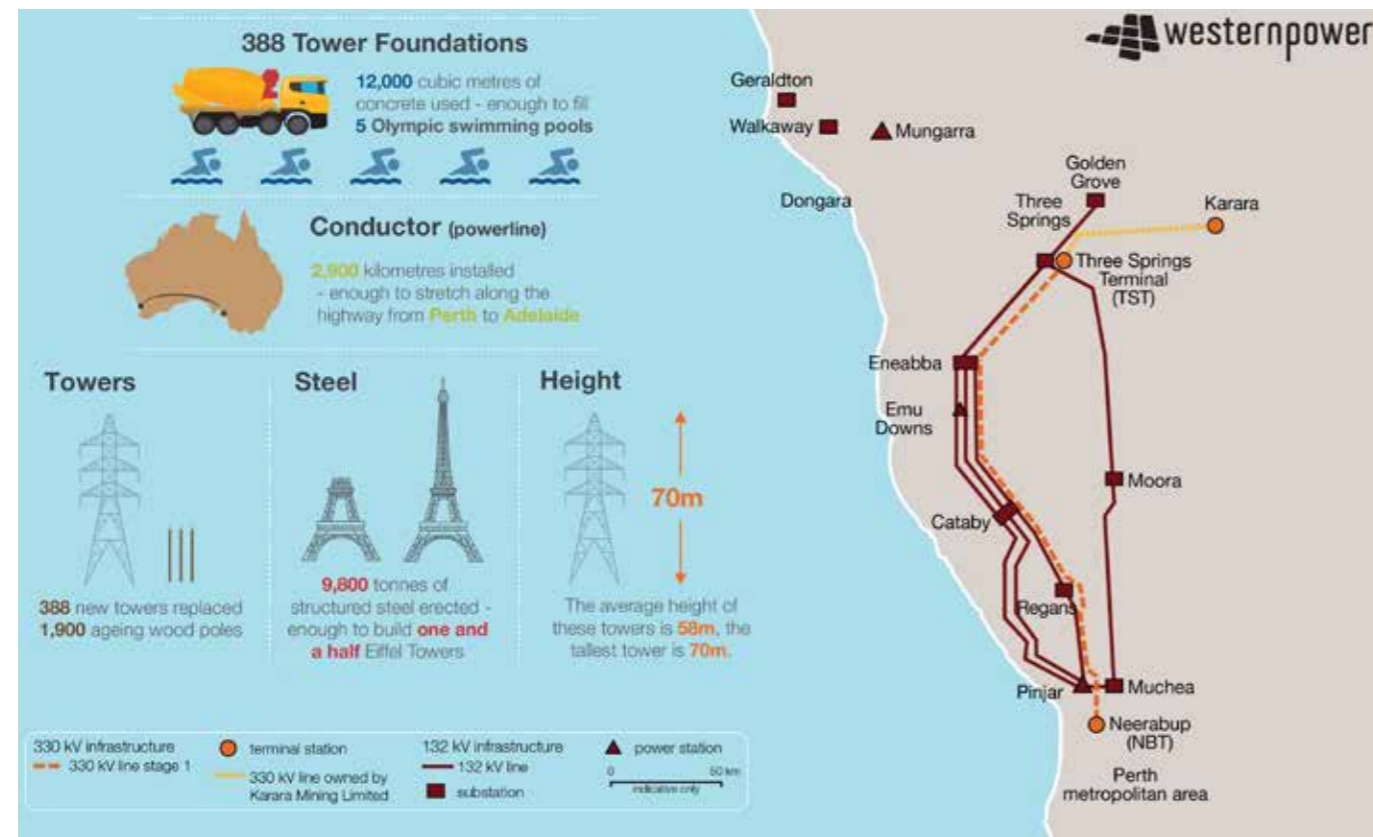 388 Tower Foundations
12,000 cubic metres of
concrete used - enough to fill
5 Olympic swimming pools
Conductor (powerline)
2,900 kilometres installed
- enough to stretch along the
highway from Perth to Adelaide
Towers
388 new towers replaced
1,900 ageing wood poles
Steel
9,800 tonnes of
structured steel erected -
enough to build one and
a half Eiffel Towers
Height
70m
The average height of
these towers is 58m, the
tallest tower is 70m.
330 kV infrastructure
330 kV line stage 1
terminal station
330 kV line owned by
Karara Mining Limited
132 kV infrastructure
132 kV line
substation
power station
0 50 km
indicative only
westernpower
Geraldton
Walkaway
Mungarra
Dongara
Golden
Grove
Three
Springs
Karara
Three Springs
Terminal
(TST)
Eneabba
Emu
Downs
Moora
Cataby
Regans
Pinjar
Muchea
Neerabup
(NBT)
Perth
metropolitan area